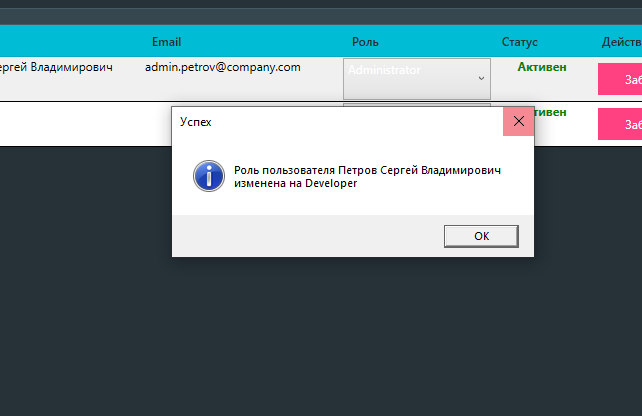 Email Роль Статус Действ
ергей Владимирович admin.petrov@company.com Administrator Активен Заб
тивен Заб
Успех
Роль пользователя Петров Сергей Владимирович
изменена на Developer
OK